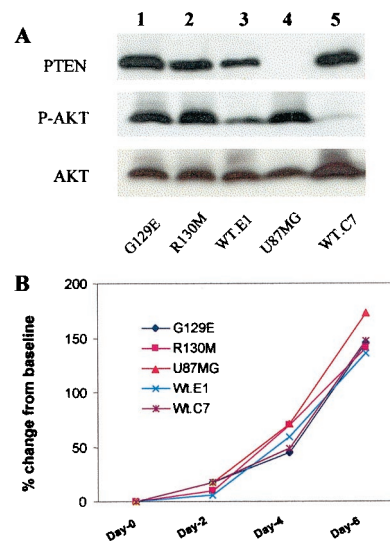 1 2 3 4 5
A
PTEN
P-AKT
AKT
G129E R130M WT.E1 U87MG WT.C7
B
200
150
100
50
0
% change from baseline
G129E
R130M
U87MG
Wt.E1
Wt.C7
Day-0 Day-2 Day-4 Day-6